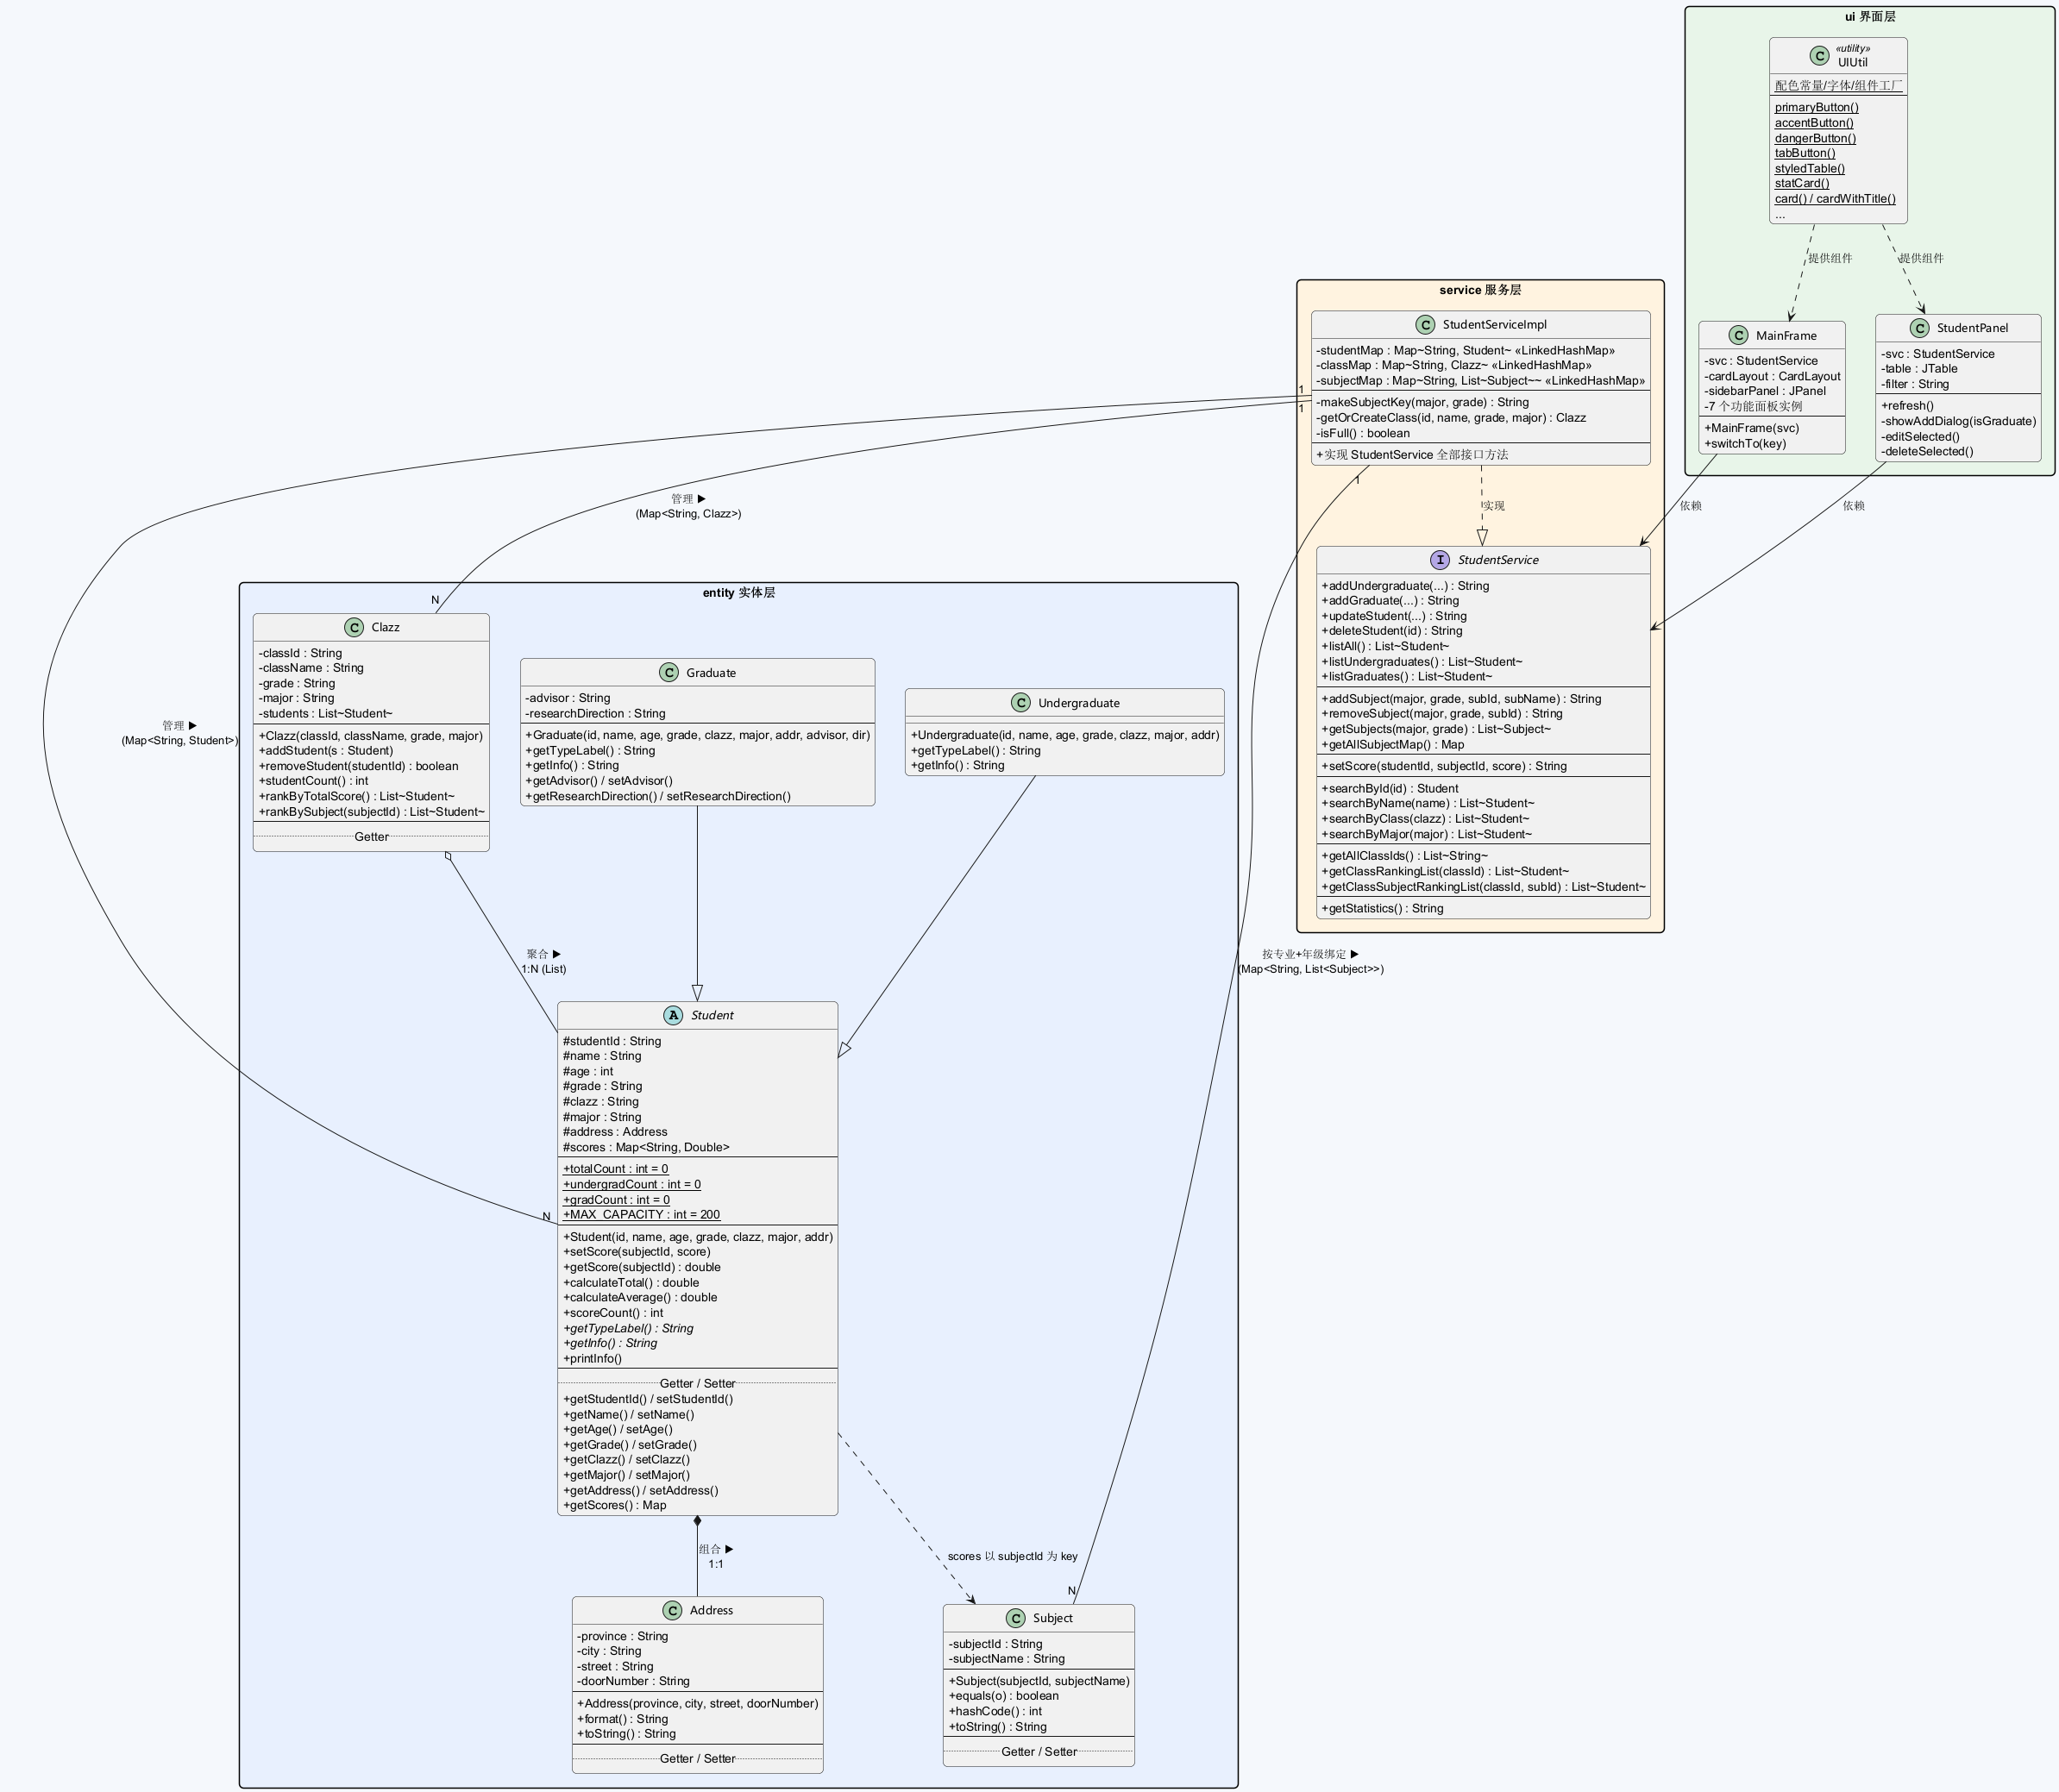 ui 界面层
C «utility»
UIUtil
配色常量/字体/组件工厂
primaryButton()
accentButton()
dangerButton()
tabButton()
styledTable()
statCard()
card() / cardWithTitle()
...
提供组件
提供组件
C MainFrame
-svc : StudentService
-cardLayout : CardLayout
-sidebarPanel : JPanel
-7 个功能面板实例
+MainFrame(svc)
+switchTo(key)
C StudentPanel
-svc : StudentService
-table : JTable
-filter : String
+refresh()
-showAddDialog(isGraduate)
-editSelected()
-deleteSelected()
依赖
依赖
service 服务层
C StudentServiceImpl
-studentMap : Map~String, Student~ «LinkedHashMap»
-classMap : Map~String, Clazz~ «LinkedHashMap»
-subjectMap : Map~String, List~Subject~~ «LinkedHashMap»
-makeSubjectKey(major, grade) : String
-getOrCreateClass(id, name, grade, major) : Clazz
-isFull() : boolean
+实现 StudentService 全部接口方法
1
1
1
实现
I StudentService
+addUndergraduate(...) : String
+addGraduate(...) : String
+updateStudent(...) : String
+deleteStudent(id) : String
+listAll() : List~Student~
+listUndergraduates() : List~Student~
+listGraduates() : List~Student~
+addSubject(major, grade, subId, subName) : String
+removeSubject(major, grade, subId) : String
+getSubjects(major, grade) : List~Subject~
+getAllSubjectMap() : Map
+setScore(studentId, subjectId, score) : String
+searchById(id) : Student
+searchByName(name) : List~Student~
+searchByClass(clazz) : List~Student~
+searchByMajor(major) : List~Student~
+getAllClassIds() : List~String~
+getClassRankingList(classId) : List~Student~
+getClassSubjectRankingList(classId, subId) : List~Student~
+getStatistics() : String
管理 ▶
(Map<String, Clazz>)
管理 ▶
(Map<String, Student>)
按专业+年级绑定 ▶
(Map<String, List<Subject>>)
N
entity 实体层
C Clazz
-classId : String
-className : String
-grade : String
-major : String
-students : List~Student~
+Clazz(classId, className, grade, major)
+addStudent(s : Student)
+removeStudent(studentId) : boolean
+studentCount() : int
+rankByTotalScore() : List~Student~
+rankBySubject(subjectId) : List~Student~
Getter
C Graduate
-advisor : String
-researchDirection : String
+Graduate(id, name, age, grade, clazz, major, addr, advisor, dir)
+getTypeLabel() : String
+getInfo() : String
+getAdvisor() / setAdvisor()
+getResearchDirection() / setResearchDirection()
C Undergraduate
+Undergraduate(id, name, age, grade, clazz, major, addr)
+getTypeLabel() : String
+getInfo() : String
聚合 ▶
1:N (List)
A Student
#studentId : String
#name : String
#age : int
#grade : String
#clazz : String
#major : String
#address : Address
#scores : Map<String, Double>
+totalCount : int = 0
+undergradCount : int = 0
+gradCount : int = 0
+MAX_CAPACITY : int = 200
N
+Student(id, name, age, grade, clazz, major, addr)
+setScore(subjectId, score)
+getScore(subjectId) : double
+calculateTotal() : double
+calculateAverage() : double
+scoreCount() : int
+getTypeLabel() : String
+getInfo() : String
+printInfo()
Getter / Setter
+getStudentId() / setStudentId()
+getName() / setName()
+getAge() / setAge()
+getGrade() / setGrade()
+getClazz() / setClazz()
+getMajor() / setMajor()
+getAddress() / setAddress()
+getScores() : Map
组合 ▶
1:1
scores 以 subjectId 为 key
N
C Address
-province : String
-city : String
-street : String
-doorNumber : String
+Address(province, city, street, doorNumber)
+format() : String
+toString() : String
Getter / Setter
C Subject
-subjectId : String
-subjectName : String
+Subject(subjectId, subjectName)
+equals(o) : boolean
+hashCode() : int
+toString() : String
Getter / Setter